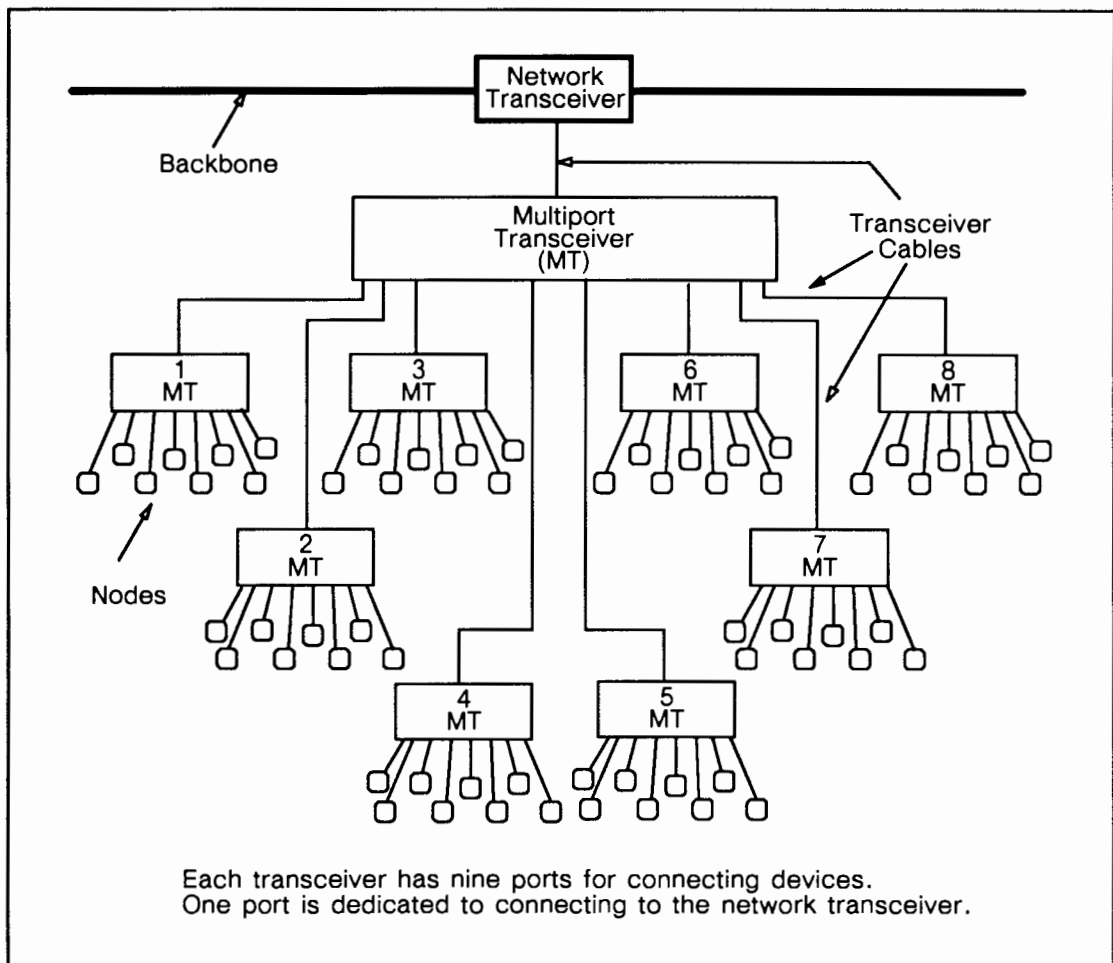 Network
Transceiver
Backbone
Multiport
Transceiver
(MT)
Transceiver
Cables
1
MT
3
MT
6
MT
8
MT
Nodes
2
MT
7
MT
4
MT
5
MT
Each transceiver has nine ports for connecting devices.
One port is dedicated to connecting to the network transceiver.